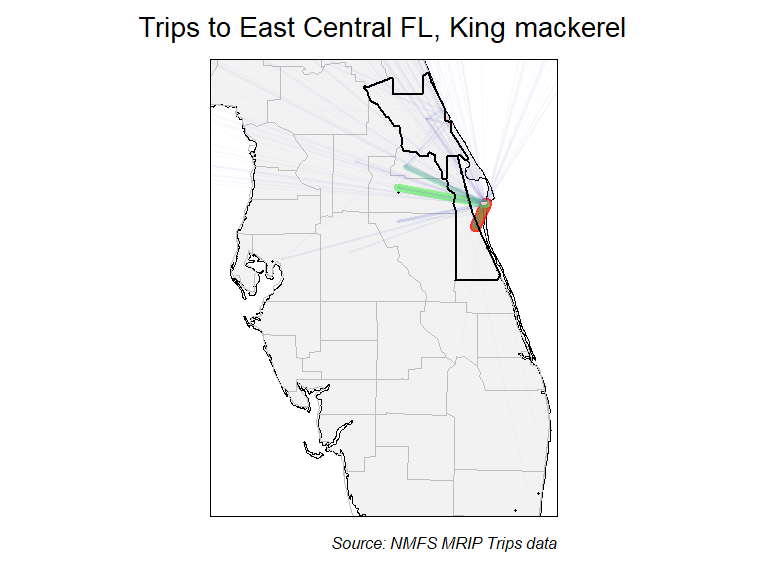 Trips to East Central FL, King mackerel
Source: NMFS MRIP Trips data